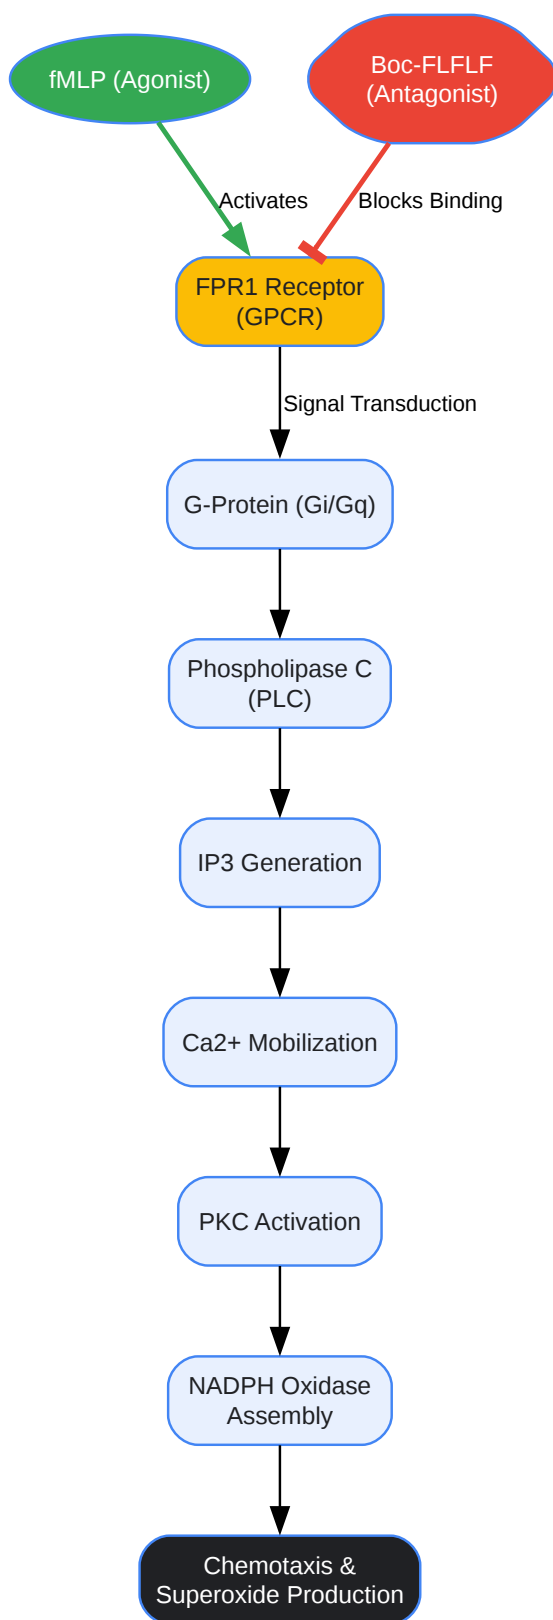 fMLP (Agonist)
Boc-FLFLF
(Antagonist)
Activates
Blocks Binding
FPR1 Receptor
(GPCR)
Signal Transduction
G-Protein (Gi/Gq)
Phospholipase C
(PLC)
IP3 Generation
Ca2+ Mobilization
PKC Activation
NADPH Oxidase
Assembly
Chemotaxis &
Superoxide Production